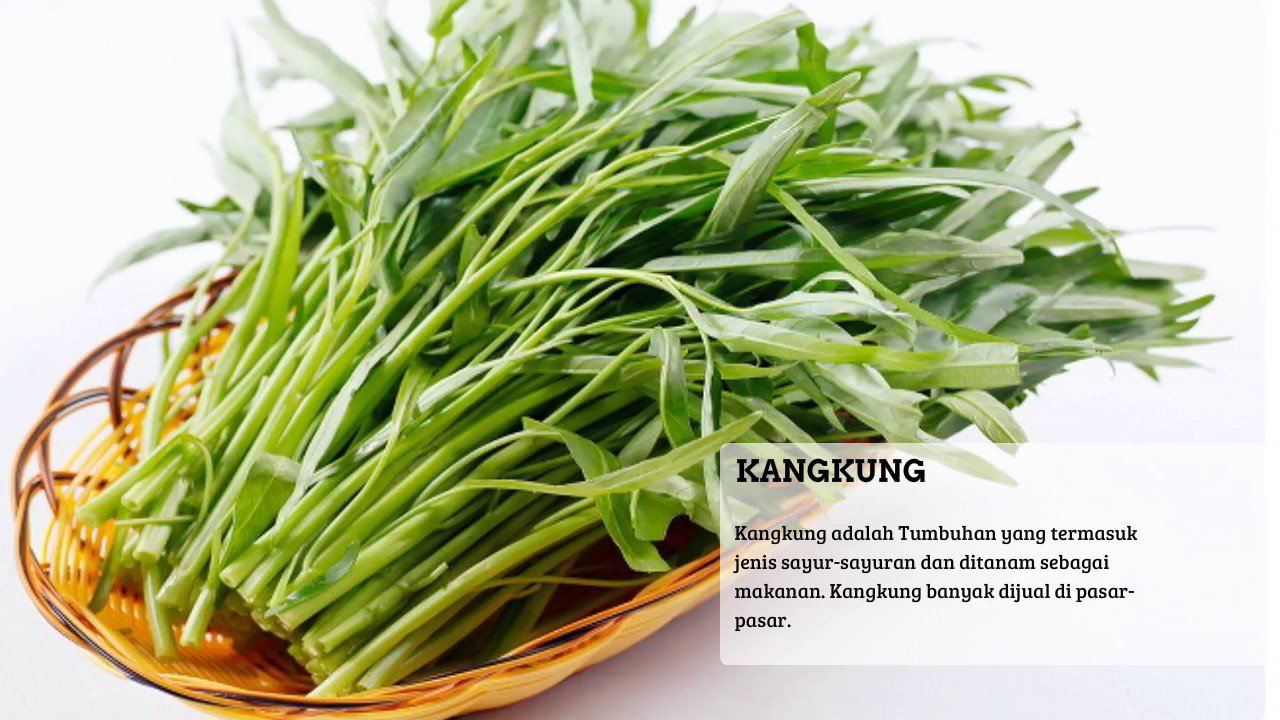 KANGKUNG
Kangkung adalah Tumbuhan yang termasuk
jenis sayur-sayuran dan ditanam sebagai
makanan. Kangkung banyak dijual di pasar-
pasar.